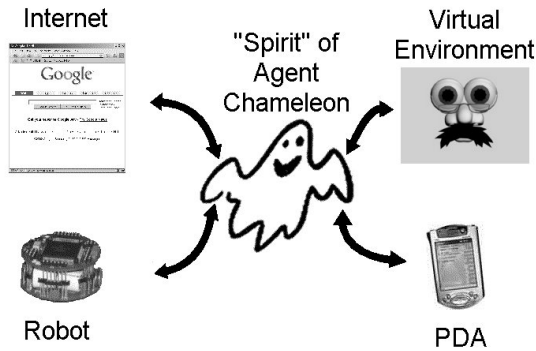 Internet
"Spirit" of
Agent
Chameleon
Virtual
Environment
Google
Robot
PDA